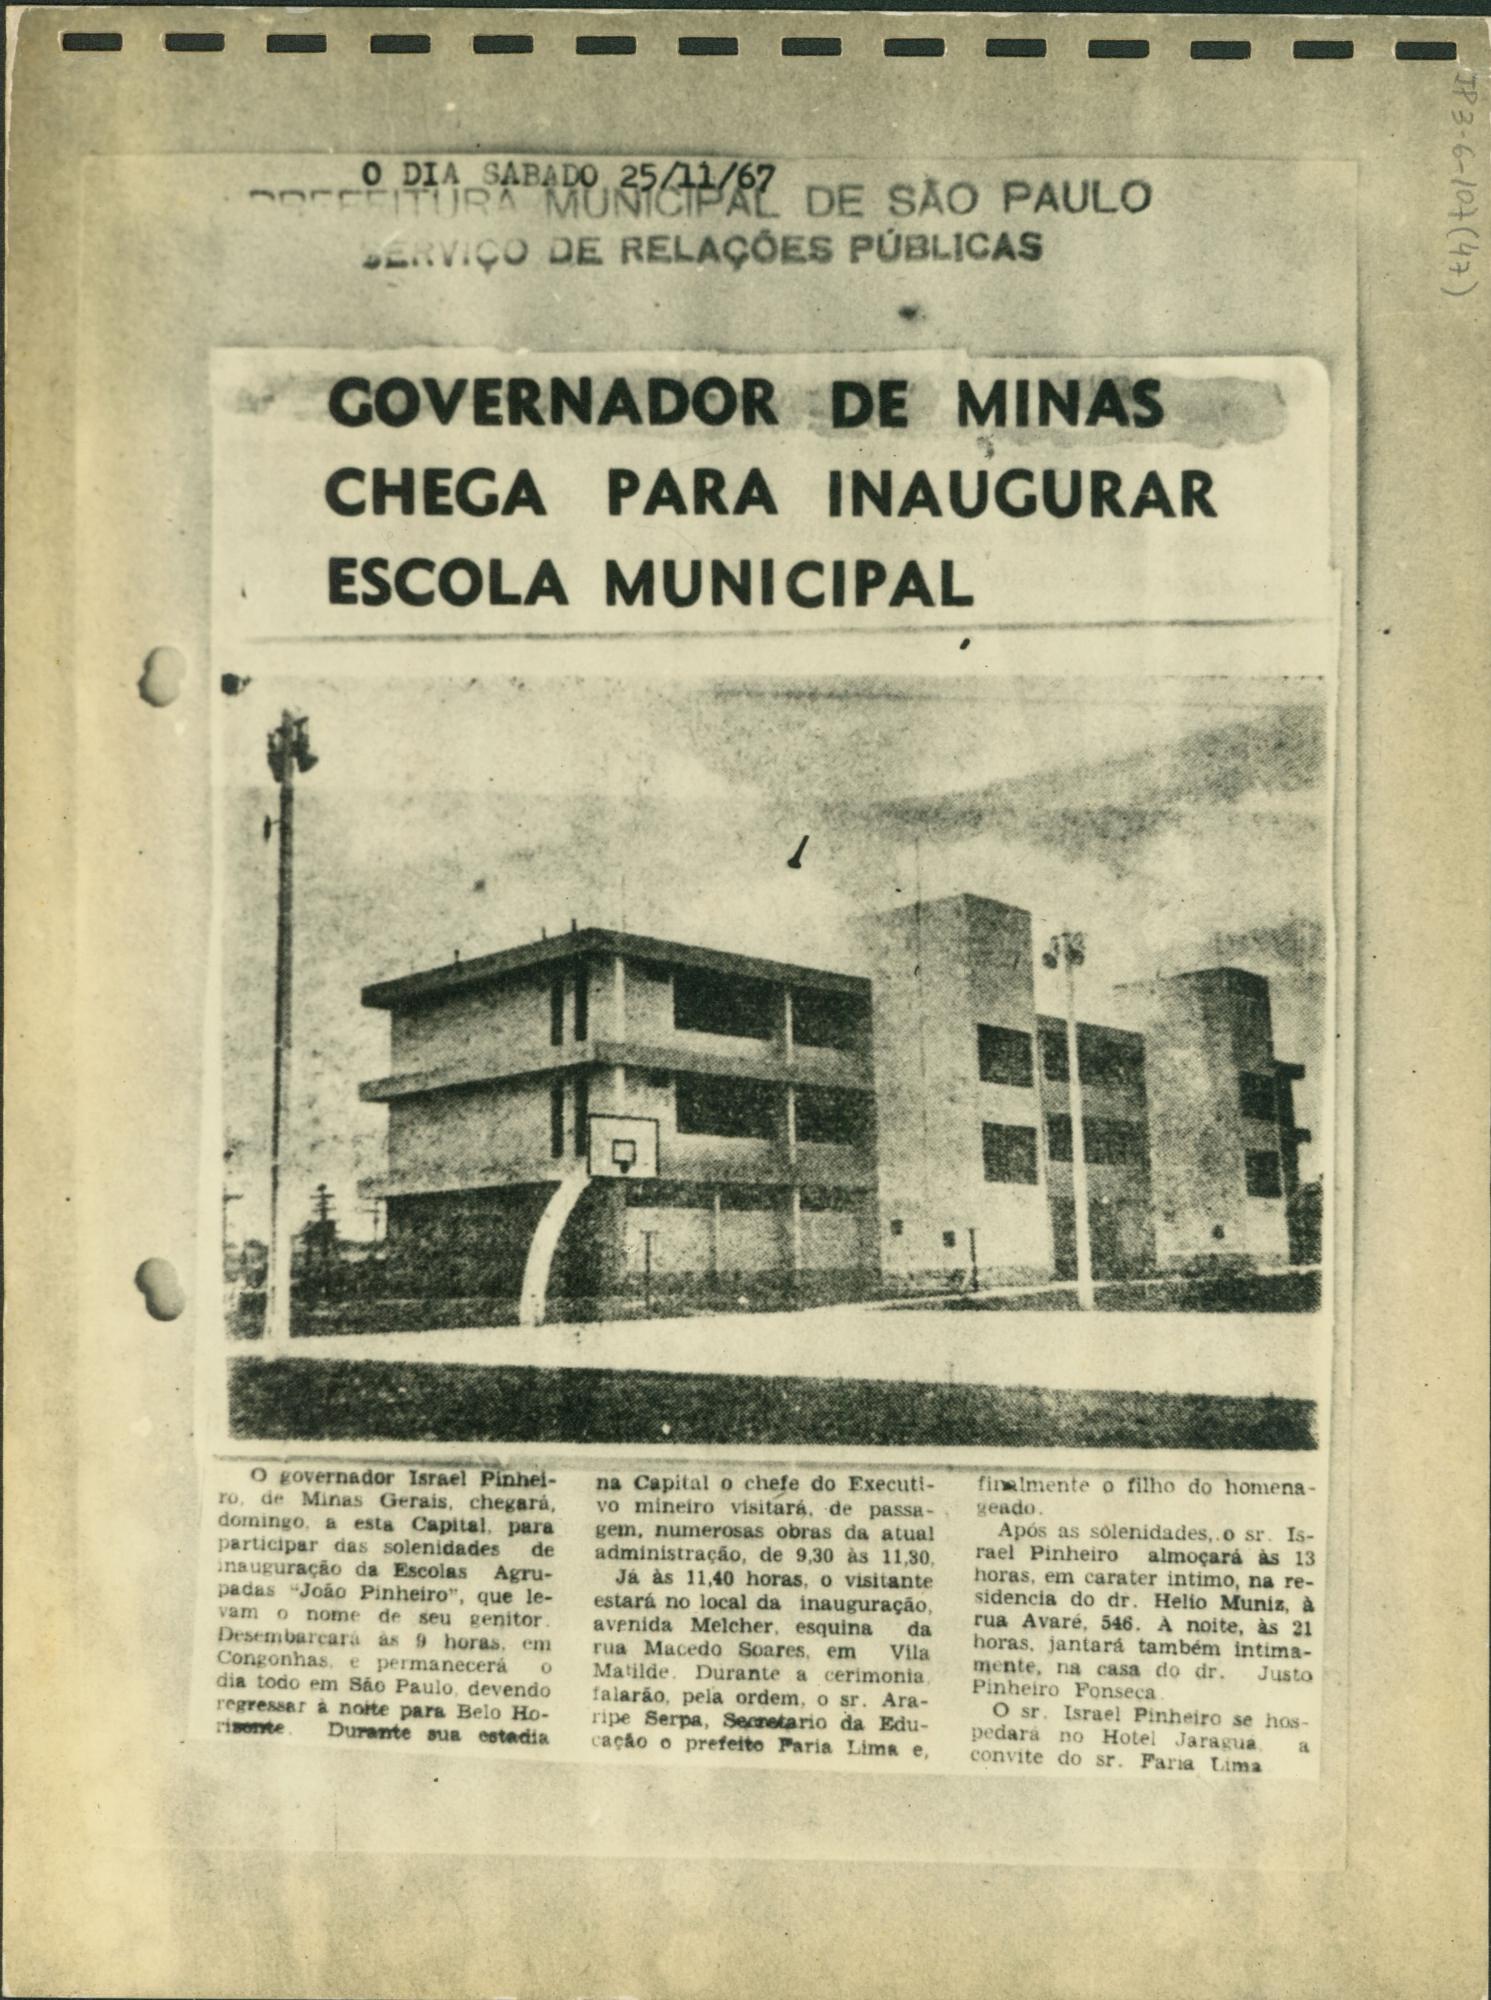 O DIA SABADO 25/11/67
PREFEITURA MUNICIPAL DE SÃO PAULO
SERVIÇO DE RELAÇÕES PÚBLICAS
IP3-6-107(47)
GOVERNADOR DE MINAS
CHEGA PARA INAUGURAR
ESCOLA MUNICIPAL
O governador Israel Pinhei-
ro, de Minas Gerais, chegará,
domingo, a esta Capital, para
participar das solenidades de
inauguração da Escolas Agru-
padas "João Pinheiro", que le-
vam o nome de seu genitor.
Desembarcará às 9 horas, em
Congonhas, e permanecerá o
dia todo em São Paulo, devendo
regressar à noite para Belo Ho-
risonte. Durante sua estadia
na Capital o chefe do Executi-
vo mineiro visitará, de passa-
gem, numerosas obras da atual
administração, de 9,30 às 11,30.
Já às 11,40 horas, o visitante
estará no local da inauguração,
avenida Melcher, esquina da
rua Macedo Soares, em Vila
Matilde. Durante a cerimonia
falarão, pela ordem, o sr. Ara-
ripe Serpa, Secretario da Edu-
cação o prefeito Faria Lima e,
finalmente o filho do homena-
geado.
Após as solenidades, o sr. Is-
rael Pinheiro almoçará às 13
horas, em carater intimo, na re-
sidencia do dr. Helio Muniz, à
rua Avaré, 546. A noite, às 21
horas, jantará também intima-
mente, na casa do dr. Justo
Pinheiro Fonseca.
O sr. Israel Pinheiro se hos-
pedará no Hotel Jaragua, a
convite do sr. Faria Lima